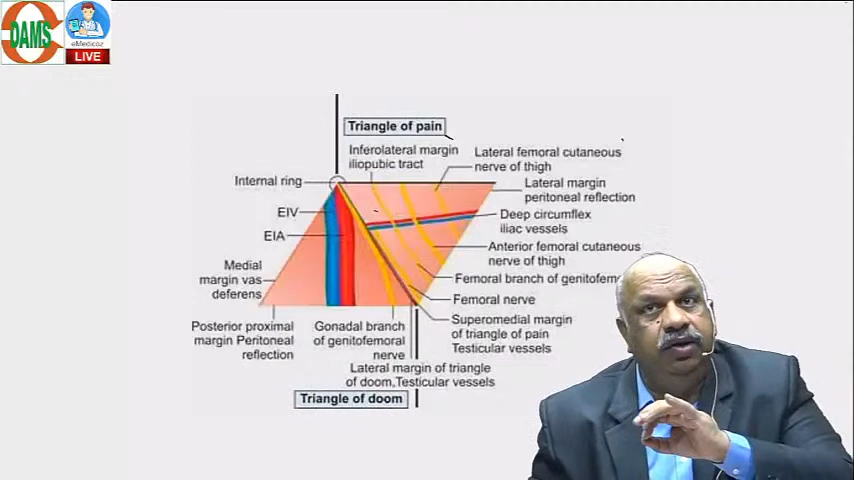 DAMS
eMedicoz
LIVE
Triangle of pain
Inferolateral margin
iliopubic tract
Lateral femoral cutaneous
nerve of thigh
Internal ring
Lateral margin
peritoneal reflection
EIV
Deep circumflex
iliac vessels
EIA
Anterior femoral cutaneous
nerve of thigh
Medial
margin vas
deferens
Femoral branch of genitofem
Femoral nerve
Posterior proximal
margin Peritoneal
reflection
Gonadal branch
of genitofemoral
nerve
Superomedial margin
of triangle of pain
Testicular vessels
Lateral margin of triangle
of doom,Testicular vessels
Triangle of doom